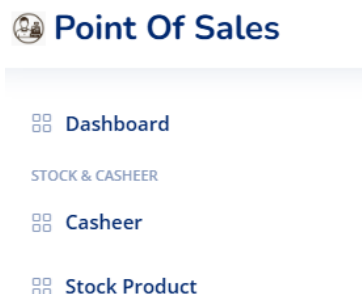 Point Of Sales
Dashboard
STOCK & CASHEER
Casheer
Stock Product